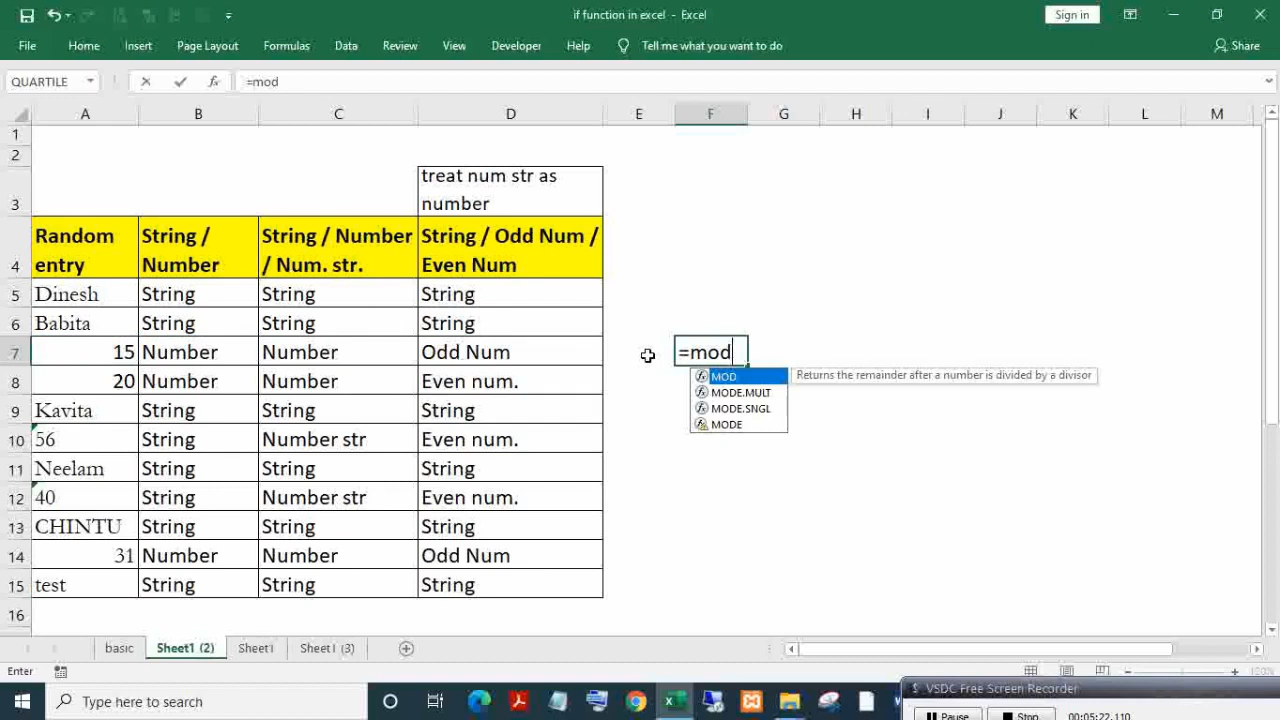 if function in excel - Excel
Sign in
File Home Insert Page Layout Formulas Data Review View Developer Help Tell me what you want to do Share
QUARTILE fx =mod
A B C D E F G H I J K L M
1
2
treat num str as
3 number
Random String / String / Number String / Odd Num /
4 entry Number / Num. str. Even Num
5 Dinesh String String String
6 Babita String String String
7 15 Number Number Odd Num =mod
MOD Returns the remainder after a number is divided by a divisor
8 20 Number Number Even num.
MODE.MULT
9 Kavita String String String
MODE.SNGL
MODE
10 56 String Number str Even num.
11 Neelam String String String
12 40 String Number str Even num.
13 CHINTU String String String
14 31 Number Number Odd Num
15 test String String String
16
basic Sheet1 (2) Sheet1 Sheet1 (3)
Enter
Type here to search
VSDC Free Screen Recorder
Pause Stop 00:05:22.110